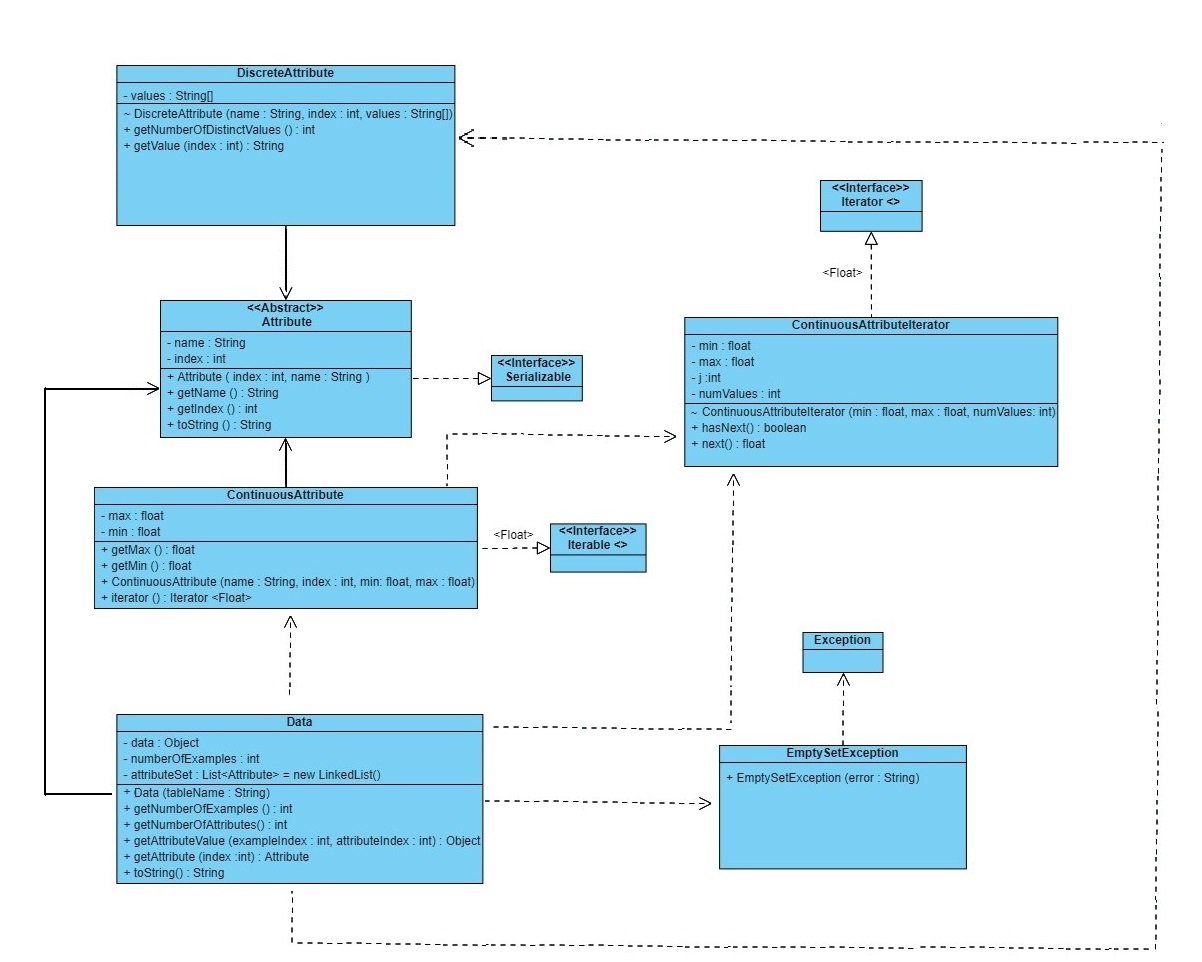 DiscreteAttribute
- values : String[]
~ DiscreteAttribute (name : String, index : int, values : String[])
+ getNumberOfDistinctValues () : int
+ getValue (index : int) : String
<<Interface>>
Iterator <>
<Float>
<<Abstract>>
Attribute
- name : String
- index : int
+ Attribute ( index : int, name : String )
+ getName () : String
+ getIndex () : int
+ toString () : String
<<Interface>>
Serializable
ContinuousAttributeIterator
- min : float
- max : float
- j :int
- numValues : int
~ ContinuousAttributeIterator (min : float, max : float, numValues: int)
+ hasNext() : boolean
+ next() : float
ContinuousAttribute
- max : float
- min : float
+ getMax () : float
+ getMin () : float
+ ContinuousAttribute (name : String, index : int, min: float, max : float)
+ iterator () : Iterator <Float>
<Float>
<<Interface>>
Iterable <>
Exception
Data
- data : Object
- numberOfExamples : int
- attributeSet : List<Attribute> = new LinkedList()
+ Data (tableName : String)
+ getNumberOfExamples () : int
+ getNumberOfAttributes() : int
+ getAttributeValue (exampleIndex : int, attributeIndex : int) : Object
+ getAttribute (index :int) : Attribute
+ toString() : String
EmptySetException
+ EmptySetException (error : String)